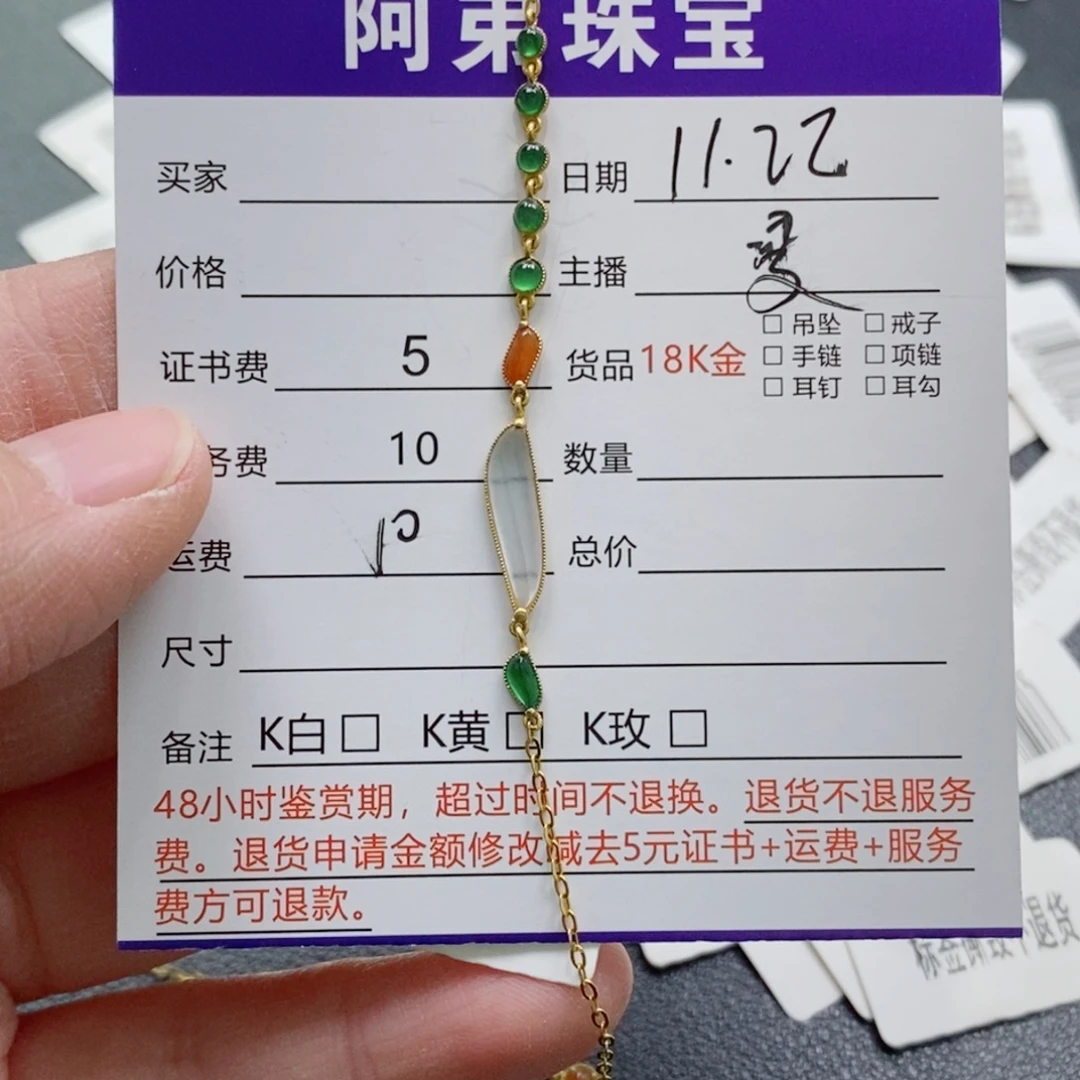 阿弟珠宝
买家 日期 11.22
价格 主播
证书费 5 货品 18K金 □ 吊坠 □ 戒子
□ 手链 □ 项链
□ 耳钉 □ 耳勾
务费 10 数量
运费 10 总价
尺寸
备注 K白 □ K黄 □ K玫 □
48小时鉴赏期，超过时间不退换。退货不退服务
费。退货申请金额修改减去5元证书+运费+服务
费方可退款。